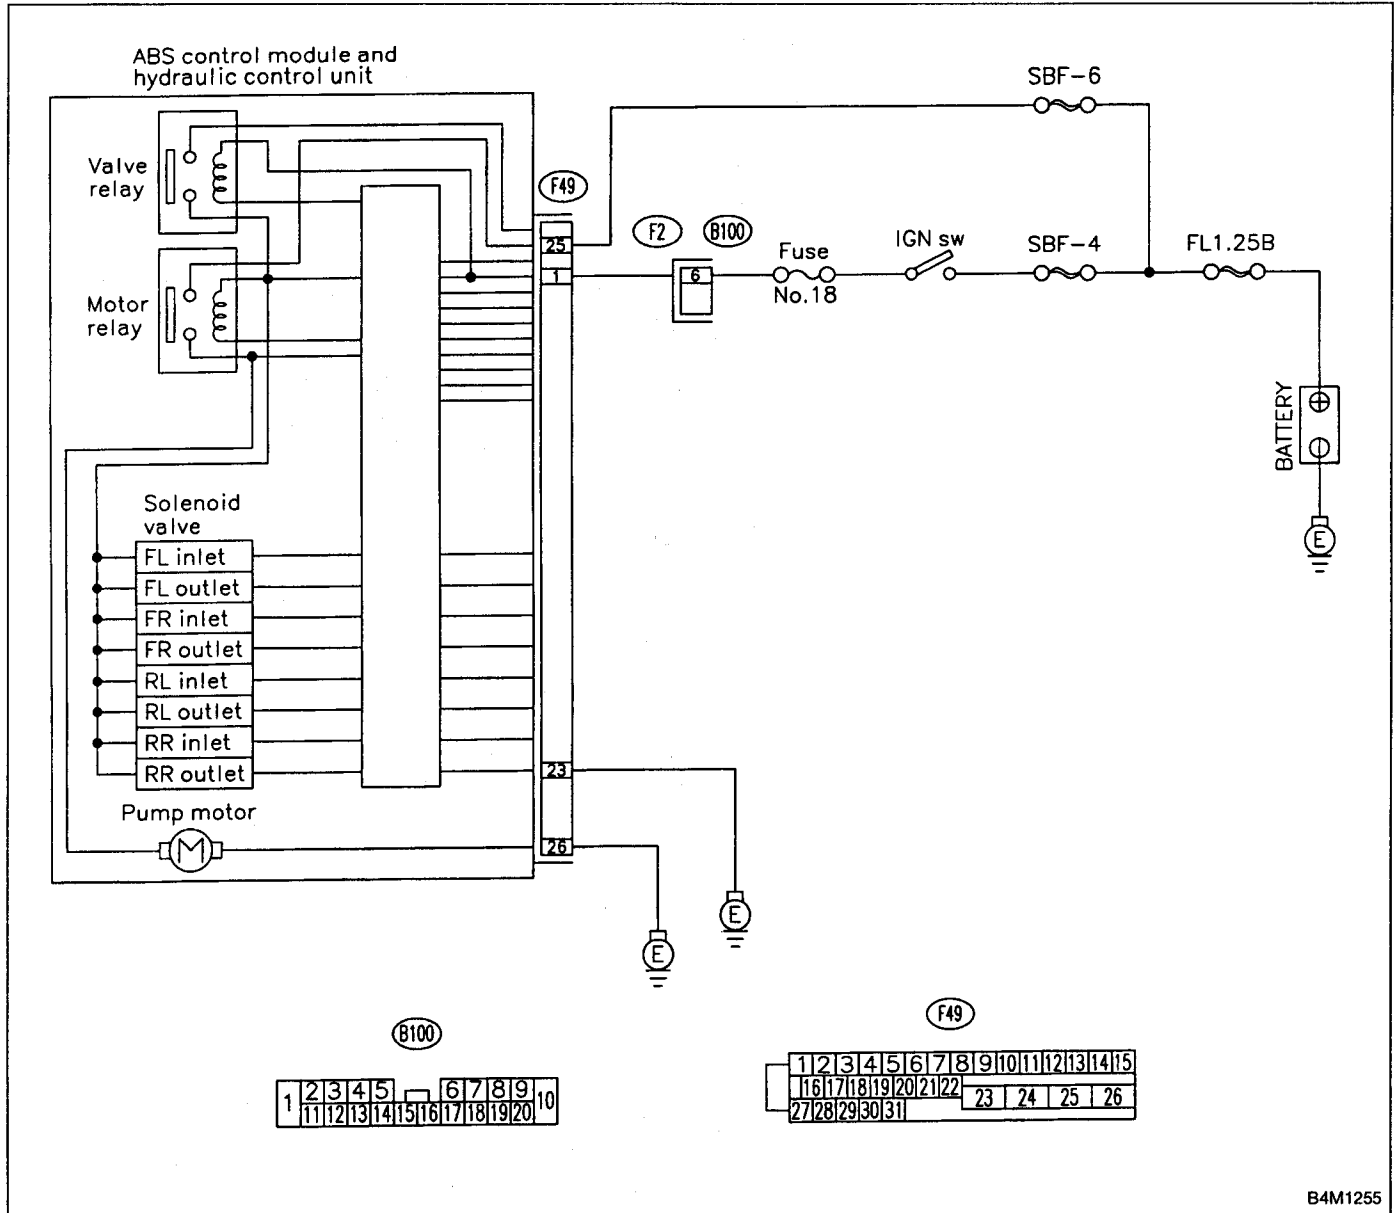 ABS control module and
hydraulic control unit
SBF-6
Valve
relay
F49
25
F2
B100
Fuse
No.18
IGN sw
SBF-4
FL1.25B
1
6
Motor
relay
BATTERY
E
Solenoid
valve
FL inlet
FL outlet
FR inlet
FR outlet
RL inlet
RL outlet
RR inlet
RR outlet
23
Pump motor
M
26
E
E
B100
1 2 3 4 5 6 7 8 9 10
11 12 13 14 15 16 17 18 19 20
F49
1 2 3 4 5 6 7 8 9 10 11 12 13 14 15
16 17 18 19 20 21 22 23 24 25 26
27 28 29 30 31
B4M1255